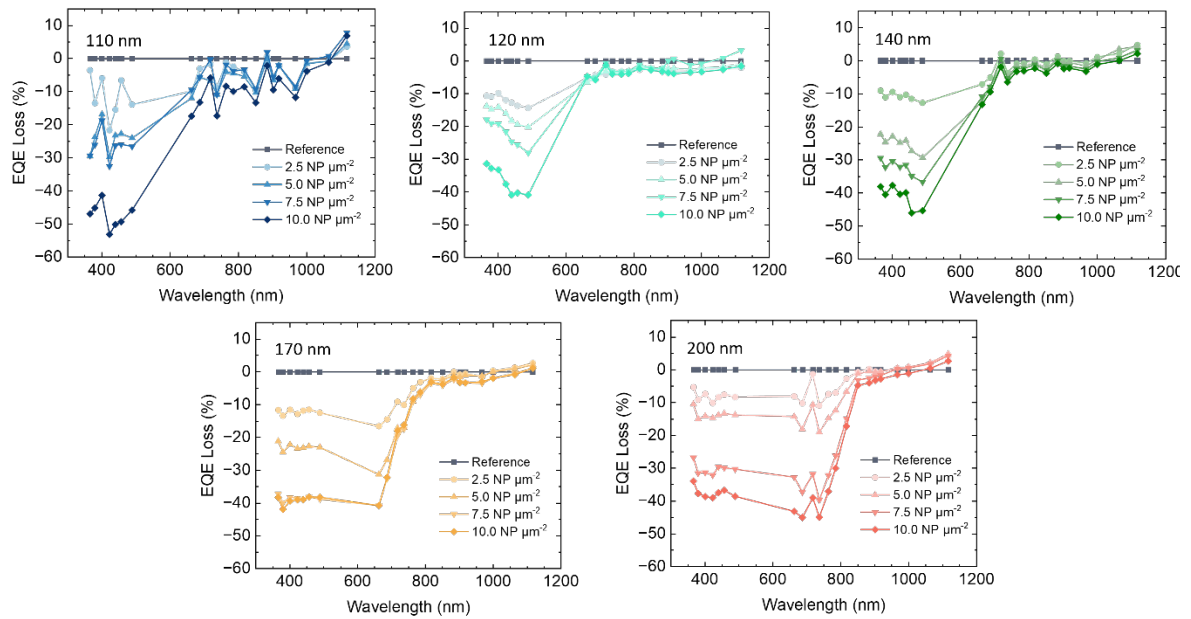 110 nm
EQE Loss (%)
10
0
−10
−20
−30
−40
−50
−60
Reference
2.5 NP µm⁻²
5.0 NP µm⁻²
7.5 NP µm⁻²
10.0 NP µm⁻²
400 600 800 1000 1200
Wavelength (nm)
120 nm
EQE Loss (%)
10
0
−10
−20
−30
−40
−50
−60
Reference
2.5 NP µm⁻²
5.0 NP µm⁻²
7.5 NP µm⁻²
10.0 NP µm⁻²
400 600 800 1000 1200
Wavelength (nm)
140 nm
EQE Loss (%)
10
0
−10
−20
−30
−40
−50
−60
Reference
2.5 NP µm⁻²
5.0 NP µm⁻²
7.5 NP µm⁻²
10.0 NP µm⁻²
400 600 800 1000 1200
Wavelength (nm)
170 nm
EQE Loss (%)
10
0
−10
−20
−30
−40
−50
−60
Reference
2.5 NP µm⁻²
5.0 NP µm⁻²
7.5 NP µm⁻²
10.0 NP µm⁻²
400 600 800 1000 1200
Wavelength (nm)
200 nm
EQE Loss (%)
10
0
−10
−20
−30
−40
−50
−60
Reference
2.5 NP µm⁻²
5.0 NP µm⁻²
7.5 NP µm⁻²
10.0 NP µm⁻²
400 600 800 1000 1200
Wavelength (nm)